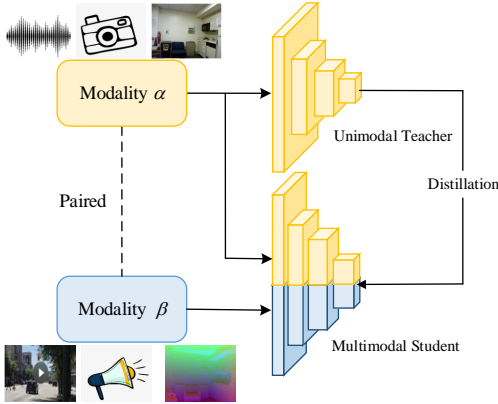 Modality α
Unimodal Teacher
Paired
Distillation
Modality β
Multimodal Student